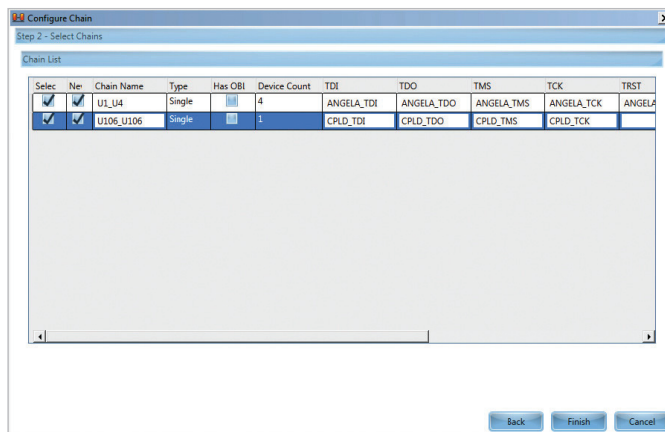 Configure Chain
Step 2 - Select Chains
Chain List
Selec Ne Chain Name Type Has OBI Device Count TDI TDO TMS TCK TRST
U1_U4 Single 4 ANGELA_TDI ANGELA_TDO ANGELA_TMS ANGELA_TCK ANGELA
U106_U106 Single 1 CPLD_TDI CPLD_TDO CPLD_TMS CPLD_TCK
Back Finish Cancel